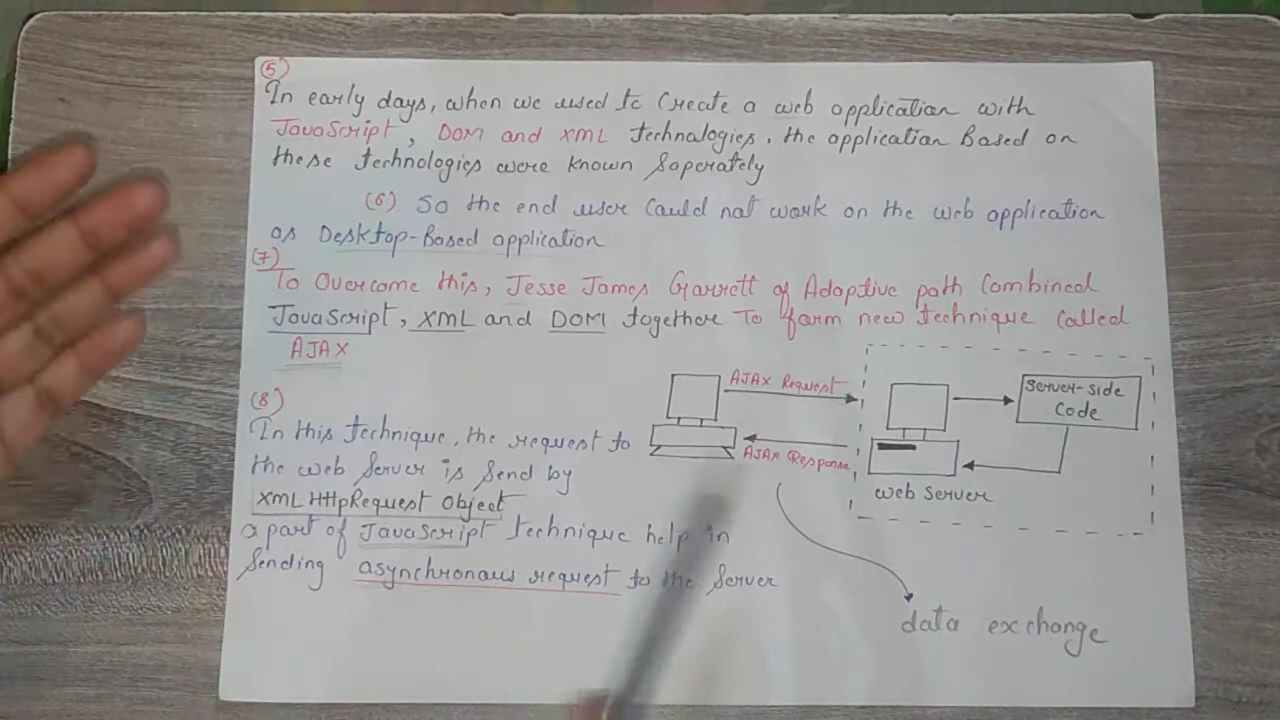 (5)
In early days, when we used to Create a web application with
JavaScript, DOM and XML technalogies, the application Based on
these technologies were known Saperately
(6) So the end user Could nat work on the web application
as Desktop-Based application.
(7)
To Overcome this, Jesse James Garrett of Adaptive path Combined
JavaScript, XML and DOM together To form new technique called
AJAX
(8)
In this technique, the request to
the web Server is Send by
XML HttpRequest Object
a part of JavaScript technique help in
Sending asynchronous request to the Server
AJAX Request
AJAX Response
Server-Side
Code
web server
data exchange